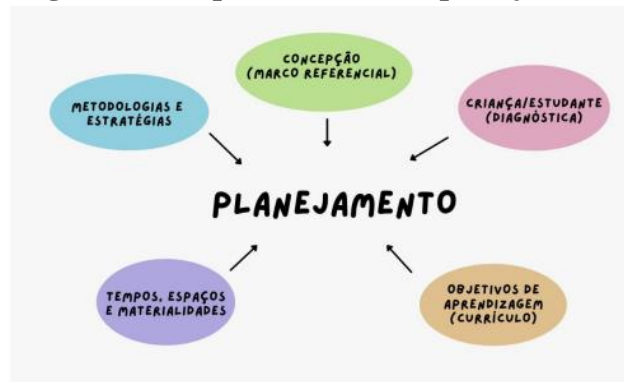 CONCEPÇÃO
(MARCO REFERENCIAL)
METODOLOGIAS E
ESTRATÉGIAS
CRIANÇA/ESTUDANTE
(DIAGNÓSTICA)
PLANEJAMENTO
TEMPOS, ESPAÇOS
E MATERIALIDADES
OBJETIVOS DE
APRENDIZAGEM
(CURRÍCULO)